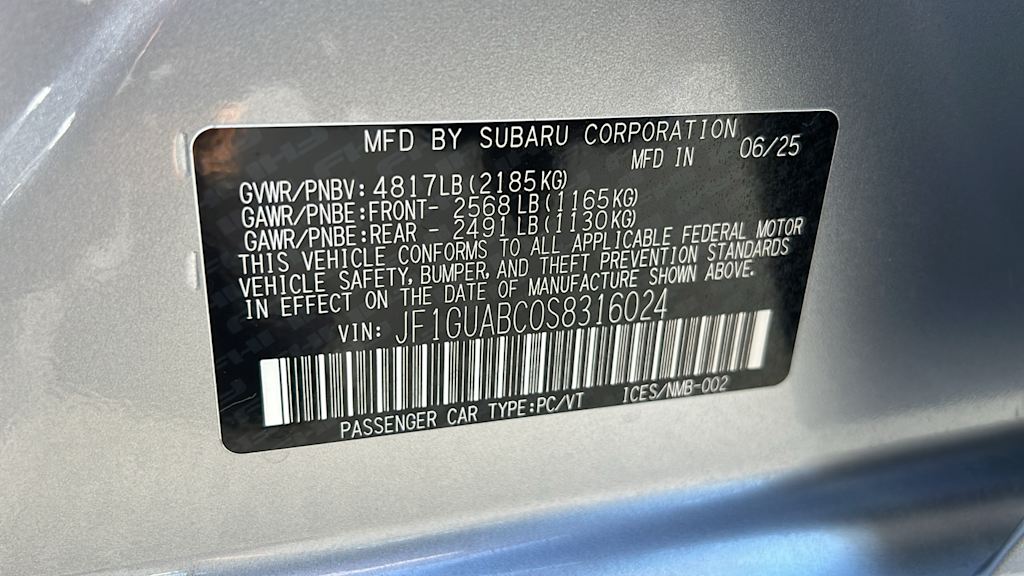 MFD BY SUBARU CORPORATION
MFD IN 06/25
GVWR/PNBV: 4817LB(2185KG)
GAWR/PNBE:FRONT- 2568LB(1165KG)
GAWR/PNBE:REAR - 2491LB(1130KG)
THIS VEHICLE CONFORMS TO ALL APPLICABLE FEDERAL MOTOR
VEHICLE SAFETY, BUMPER, AND THEFT PREVENTION STANDARDS
IN EFFECT ON THE DATE OF MANUFACTURE SHOWN ABOVE.
VIN: JF1GUABC0S8316024
PASSENGER CAR TYPE:PC/VT ICES/NMB-002